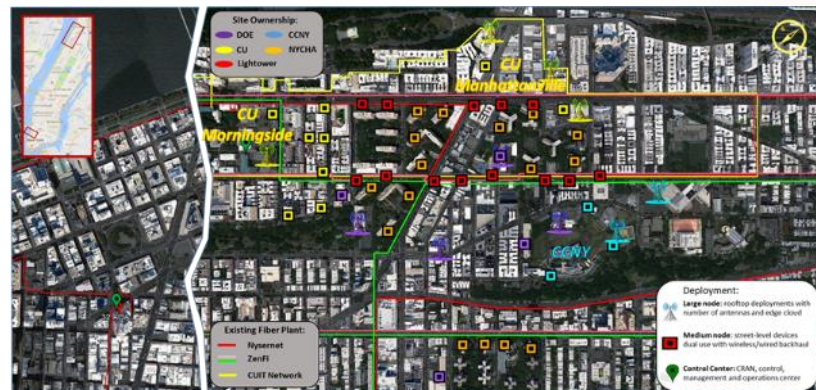 Site Ownership:
DOE
CCNY
CU
NYCHA
Lightower
CU
Manhattanville
CU
Morningside
CCNY
Existing Fiber Plant:
Nysernet
ZenFi
CUIT Network
Deployment:
Large node: rooftop deployments with
number of antennas and edge cloud
Medium node: street-level devices
dual use with wireless/wired backhaul
Control Center: CRAN, control,
management and operations center